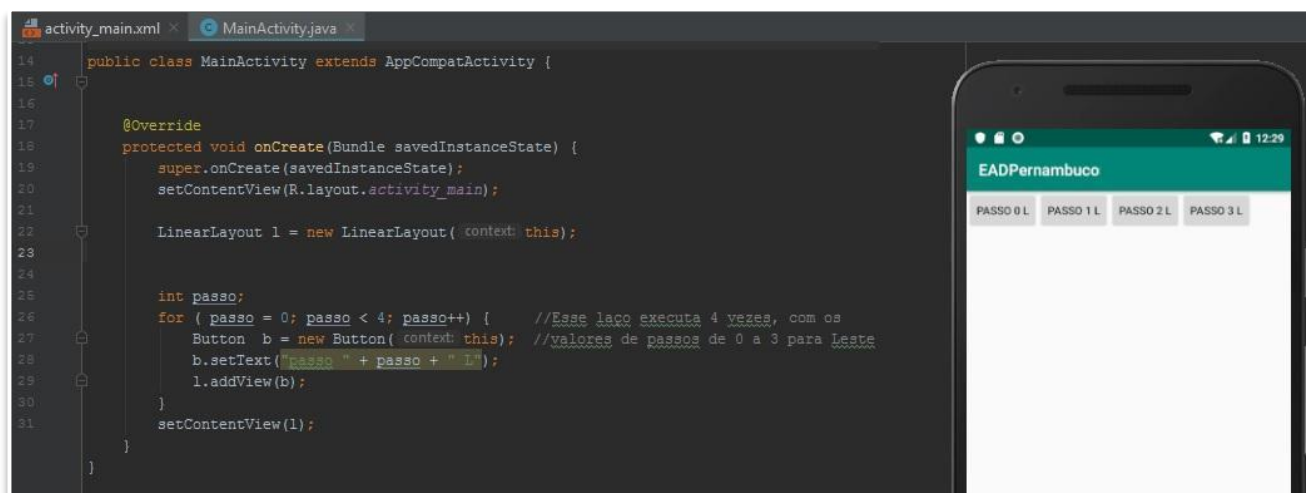 activity_main.xml × MainActivity.java ×
14 public class MainActivity extends AppCompatActivity {
15
16
17 @Override
18 protected void onCreate(Bundle savedInstanceState) {
19 super.onCreate(savedInstanceState);
20 setContentView(R.layout.activity_main);
21
22 LinearLayout l = new LinearLayout( context: this);
23
24
25 int passo;
26 for ( passo = 0; passo < 4; passo++) { //Esse laço executa 4 vezes, com os
27 Button b = new Button( context: this); //valores de passos de 0 a 3 para Leste
28 b.setText("passo " + passo + " L");
29 l.addView(b);
30 }
31 setContentView(l);
}
}
12:29
EADPernambuco
PASSO 0 L PASSO 1 L PASSO 2 L PASSO 3 L